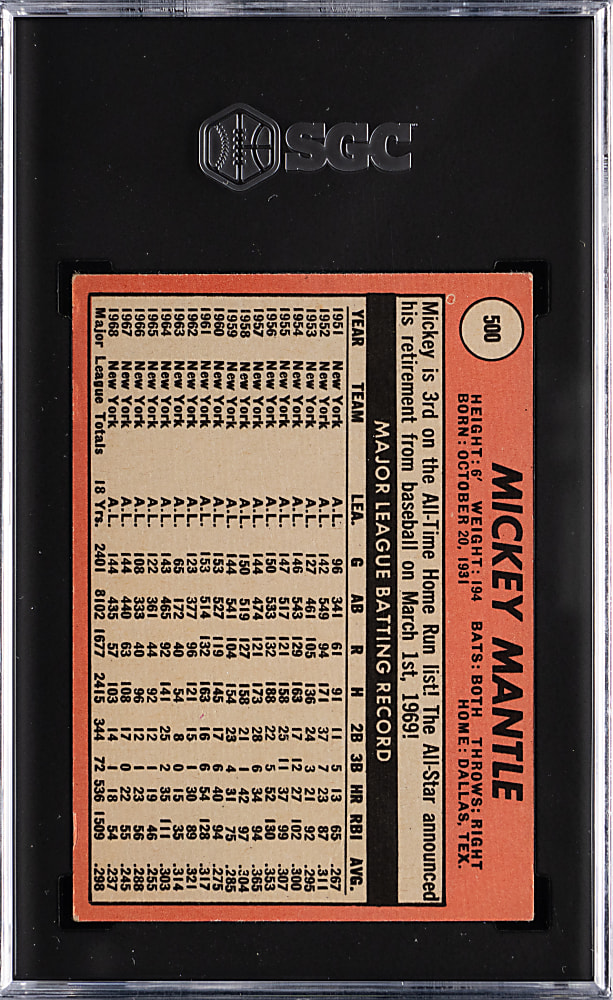 SGC
500
MICKEY MANTLE
HEIGHT: 6' WEIGHT: 194 BATS: BOTH THROWS: RIGHT
BORN: OCTOBER 20, 1931 HOME: DALLAS, TEX.
Mickey is 3rd on the All-Time Home Run list! The All-Star announced
his retirement from baseball on March 1st, 1969!
MAJOR LEAGUE BATTING RECORD
YEAR TEAM LEA. G AB R H 2B 3B HR RBI AVG.
1951 New York A.L. 96 341 61 91 11 5 13 65 .267
1952 New York A.L. 142 549 94 171 37 7 23 87 .311
1953 New York A.L. 127 461 105 136 24 3 21 92 .295
1954 New York A.L. 146 543 129 163 17 12 27 102 .300
1955 New York A.L. 147 517 121 158 25 11 37 99 .307
1956 New York A.L. 150 533 132 188 22 5 52 130 .353
1957 New York A.L. 144 474 121 173 28 6 34 94 .365
1958 New York A.L. 150 519 127 158 21 1 42 97 .304
1959 New York A.L. 144 541 104 154 23 4 31 75 .285
1960 New York A.L. 153 527 119 145 17 6 40 94 .275
1961 New York A.L. 153 514 132 163 16 6 54 128 .317
1962 New York A.L. 123 377 96 121 15 1 30 89 .321
1963 New York A.L. 65 172 40 54 8 0 15 35 .314
1964 New York A.L. 143 465 92 141 25 2 35 111 .303
1965 New York A.L. 122 361 44 92 12 1 19 46 .255
1966 New York A.L. 108 333 40 96 12 1 23 56 .288
1967 New York A.L. 144 440 63 108 17 0 22 55 .245
1968 New York A.L. 144 435 57 103 14 1 18 54 .237
Major League Totals 18 Yrs. 2401 8102 1677 2415 344 72 536 1509 .298